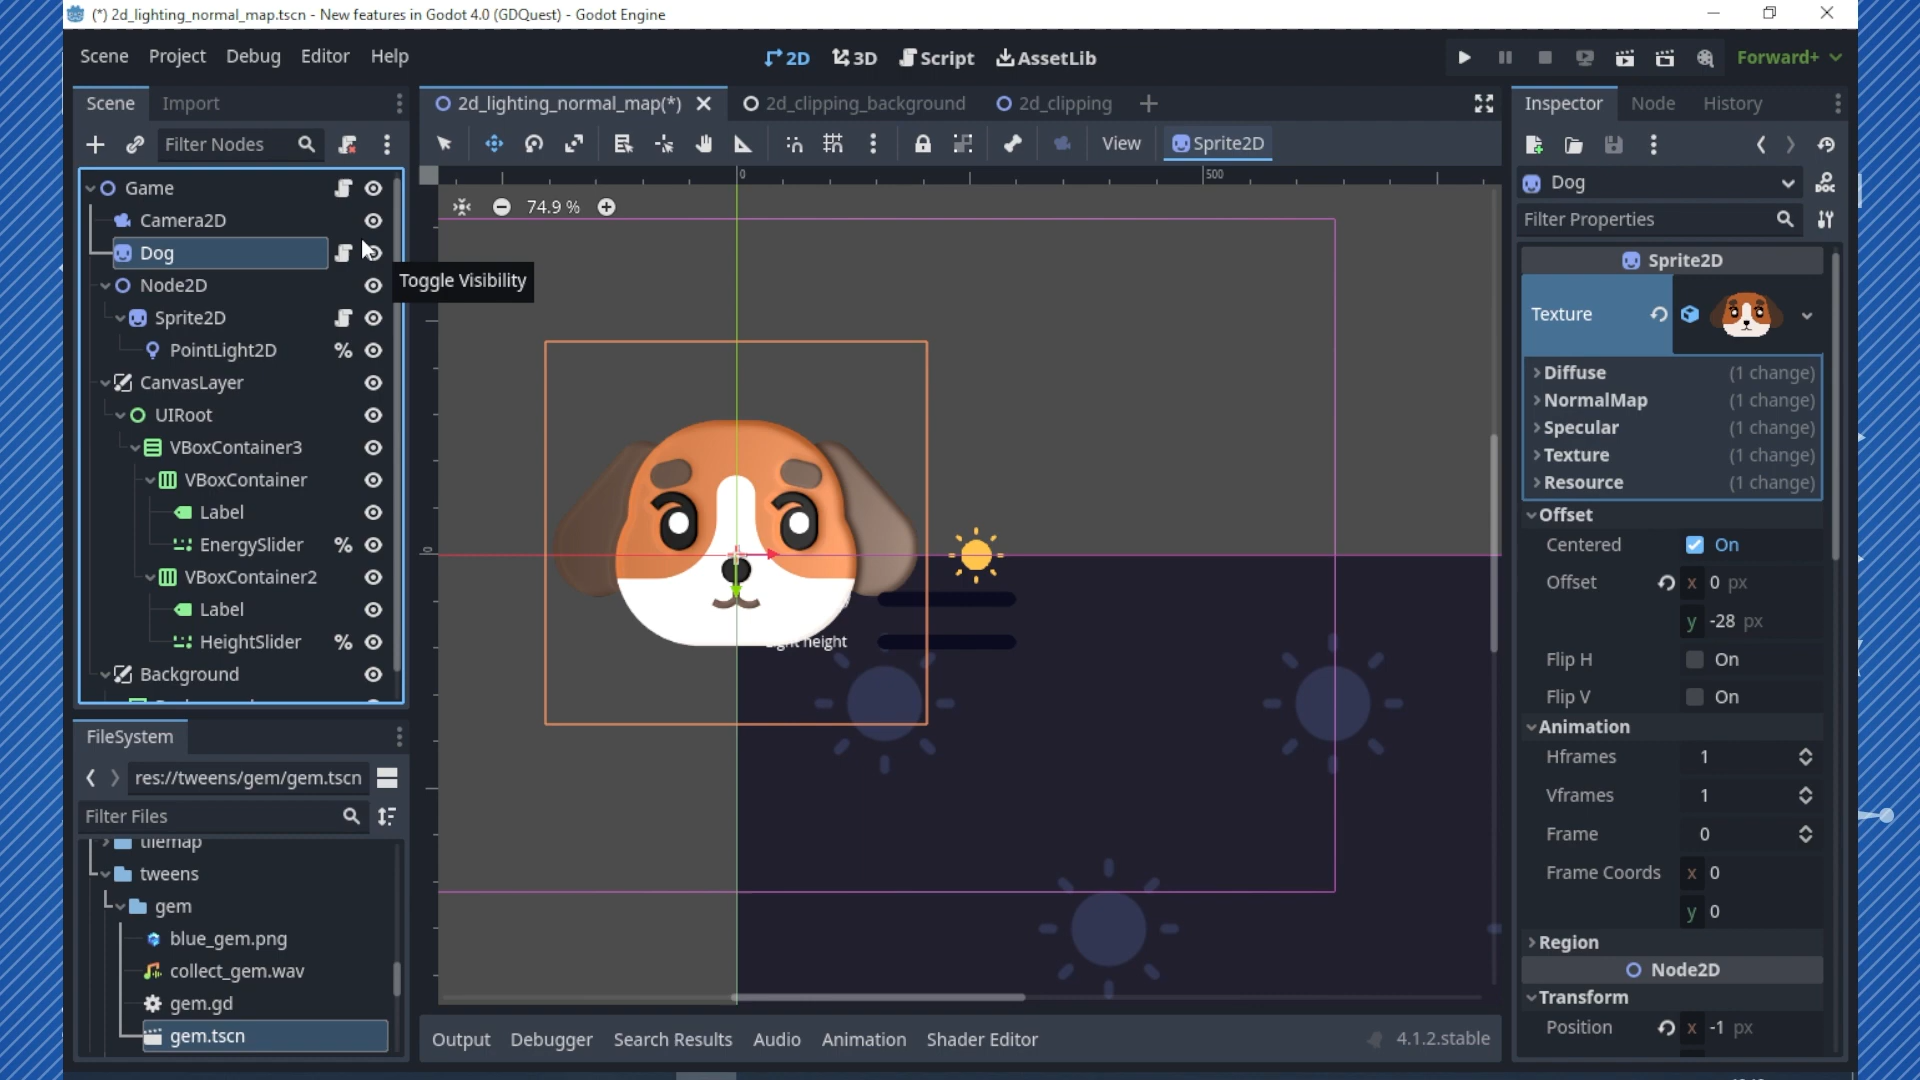 (*) 2d_lighting_normal_map.tscn - New features in Godot 4.0 (GDQuest) - Godot Engine
Scene Project Debug Editor Help
2D 3D Script AssetLib
Forward+
Scene Import
2d_lighting_normal_map(*) 2d_clipping_background 2d_clipping
Inspector Node History
Filter Nodes
View Sprite2D
Game
Camera2D
Dog
Node2D
Sprite2D
PointLight2D %
CanvasLayer
UIRoot
VBoxContainer3
VBoxContainer
Label
EnergySlider %
VBoxContainer2
Label
HeightSlider %
Background
Toggle Visibility
0 500
74.9 %
0
height
FileSystem
res://tweens/gem/gem.tscn
Filter Files
tilemap
tweens
gem
blue_gem.png
collect_gem.wav
gem.gd
gem.tscn
Output Debugger Search Results Audio Animation Shader Editor
4.1.2.stable
Dog
DOC
Filter Properties
Sprite2D
Texture
Diffuse (1 change)
NormalMap (1 change)
Specular (1 change)
Texture (1 change)
Resource (1 change)
Offset
Centered On
Offset x 0 px
y -28 px
Flip H On
Flip V On
Animation
Hframes 1
Vframes 1
Frame 0
Frame Coords x 0
y 0
Region
Node2D
Transform
Position x -1 px